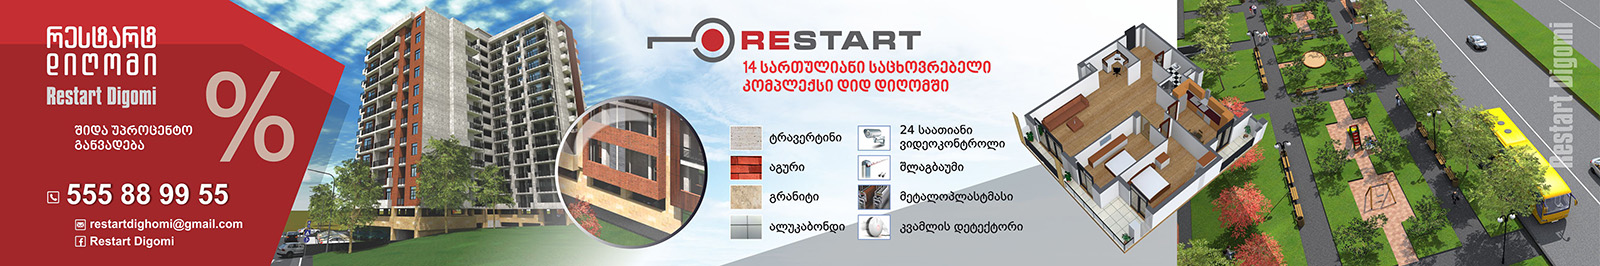 რესტარტ
დიღომი
Restart Digomi
%
შიდა უპროცენტო
განვადება
555 88 99 55
restartdighomi@gmail.com
Restart Digomi
RESTART
14 სართულიანი საცხოვრებელი
კომპლექსი დიდ დიღომში
ტრავერტინი
აგური
გრანიტი
ალუკაბონდი
24 საათიანი
ვიდეოკონტროლი
შლაგბაუმი
მეტალოპლასტმასი
კვამლის დეტექტორი
Restart Digomi